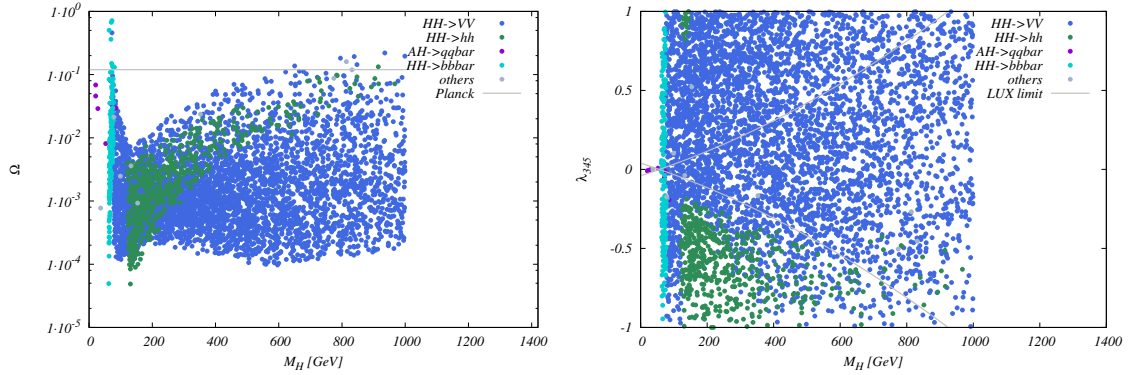 HH->VV
HH->hh
AH->qqbar
HH->bbbar
others
Planck
1·10^0
1·10^-1
1·10^-2
1·10^-3
1·10^-4
1·10^-5
Ω
0 200 400 600 800 1000 1200 1400
M_H [GeV]
HH->VV
HH->hh
AH->qqbar
HH->bbbar
others
LUX limit
1
0.5
0
-0.5
-1
λ_345
0 200 400 600 800 1000 1200 1400
M_H [GeV]